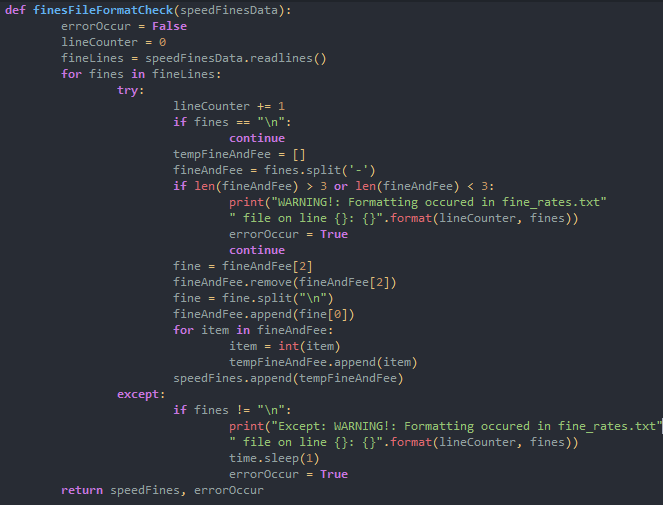 def finesFileFormatCheck(speedFinesData):
        errorOccur = False
        lineCounter = 0
        fineLines = speedFinesData.readlines()
        for fines in fineLines:
                try:
                        lineCounter += 1
                        if fines == "\n":
                                continue
                        tempFineAndFee = []
                        fineAndFee = fines.split('-')
                        if len(fineAndFee) > 3 or len(fineAndFee) < 3:
                                print("WARNING!: Formatting occured in fine_rates.txt"
                                " file on line {}: {}".format(lineCounter, fines))
                                errorOccur = True
                                continue
                        fine = fineAndFee[2]
                        fineAndFee.remove(fineAndFee[2])
                        fine = fine.split("\n")
                        fineAndFee.append(fine[0])
                        for item in fineAndFee:
                                item = int(item)
                                tempFineAndFee.append(item)
                        speedFines.append(tempFineAndFee)
                except:
                        if fines != "\n":
                                print("Except: WARNING!: Formatting occured in fine_rates.txt"
                                " file on line {}: {}".format(lineCounter, fines))
                                time.sleep(1)
                                errorOccur = True
        return speedFines, errorOccur